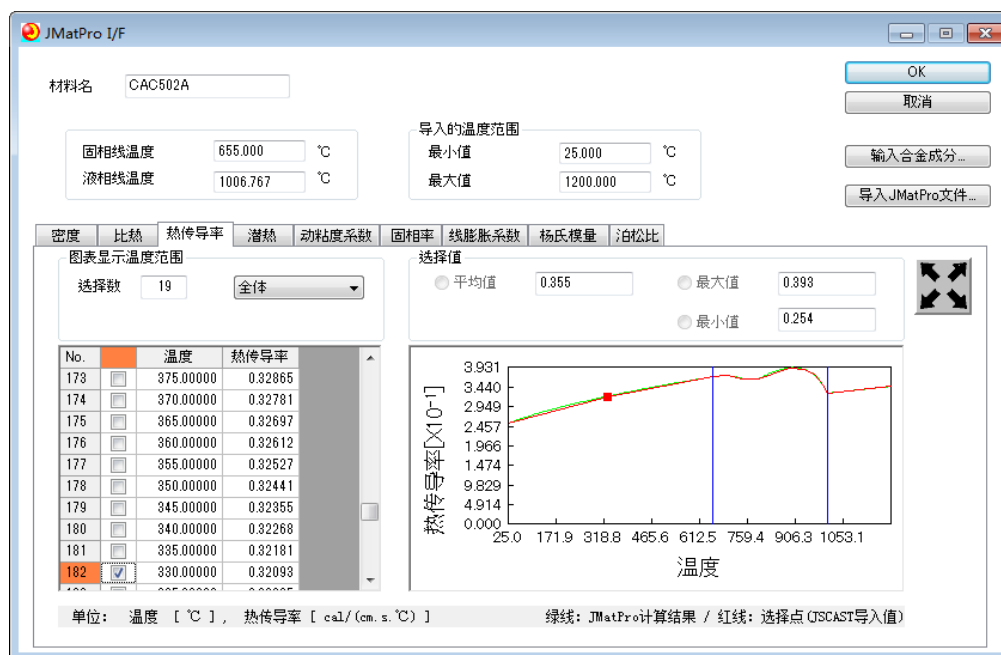 JMatPro I/F
材料名 CAC502A
OK
取消
固相线温度 655.000 ℃
液相线温度 1006.767 ℃
导入的温度范围
最小值 25.000 ℃
最大值 1200.000 ℃
输入合金成分...
导入JMatPro文件...
密度 比热 热传导率 潜热 动粘度系数 固相率 线膨胀系数 杨氏模量 泊松比
图表显示温度范围
选择数 19 全体
选择值
平均值 0.355 最大值 0.393
最小值 0.254
No. 温度 热传导率
173 375.00000 0.32865
174 370.00000 0.32781
175 365.00000 0.32697
176 360.00000 0.32612
177 355.00000 0.32527
178 350.00000 0.32441
179 345.00000 0.32355
180 340.00000 0.32268
181 335.00000 0.32181
182 330.00000 0.32093
热传导率[X10⁻¹]
3.931
3.440
2.949
2.457
1.966
1.474
9.829
4.914
0.000
25.0 171.9 318.8 465.6 612.5 759.4 906.3 1053.1
温度
单位: 温度 [ ℃ ], 热传导率 [ cal/(cm.s.℃) ]
绿线: JMatPro计算结果 / 红线: 选择点(JSCAST导入值)